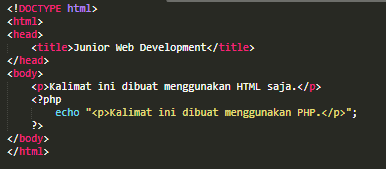 <!DOCTYPE html>
<html>
<head>
    <title>Junior Web Development</title>
</head>
<body>
    <p>Kalimat ini dibuat menggunakan HTML saja.</p>
    <?php
        echo "<p>Kalimat ini dibuat menggunakan PHP.</p>";
    ?>
</body>
</html>